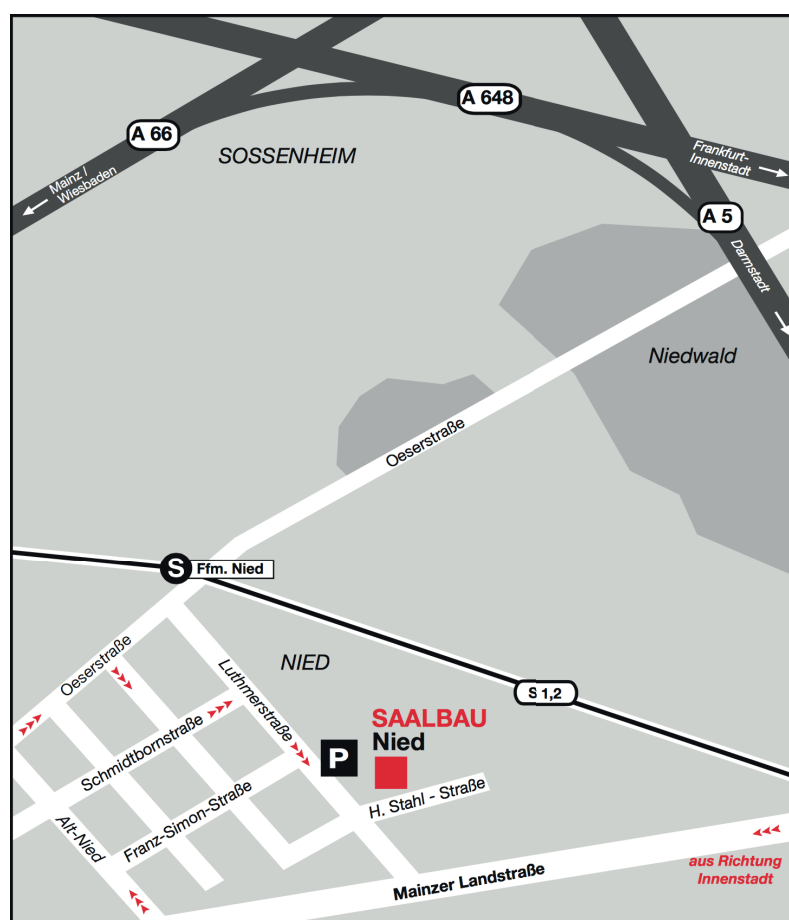 A 648
A 66
SOSSENHEIM
Frankfurt-
Innenstadt
Mainz /
Wiesbaden
A 5
Darmstadt
Niedwald
Oeserstraße
S
Ffm. Nied
Oeserstraße
NIED
Luthmerstraße
S 1,2
SAALBAU
Nied
P
Schmidtbornstraße
H. Stahl - Straße
Franz-Simon-Straße
Alt-Nied
Mainzer Landstraße
aus Richtung
Innenstadt